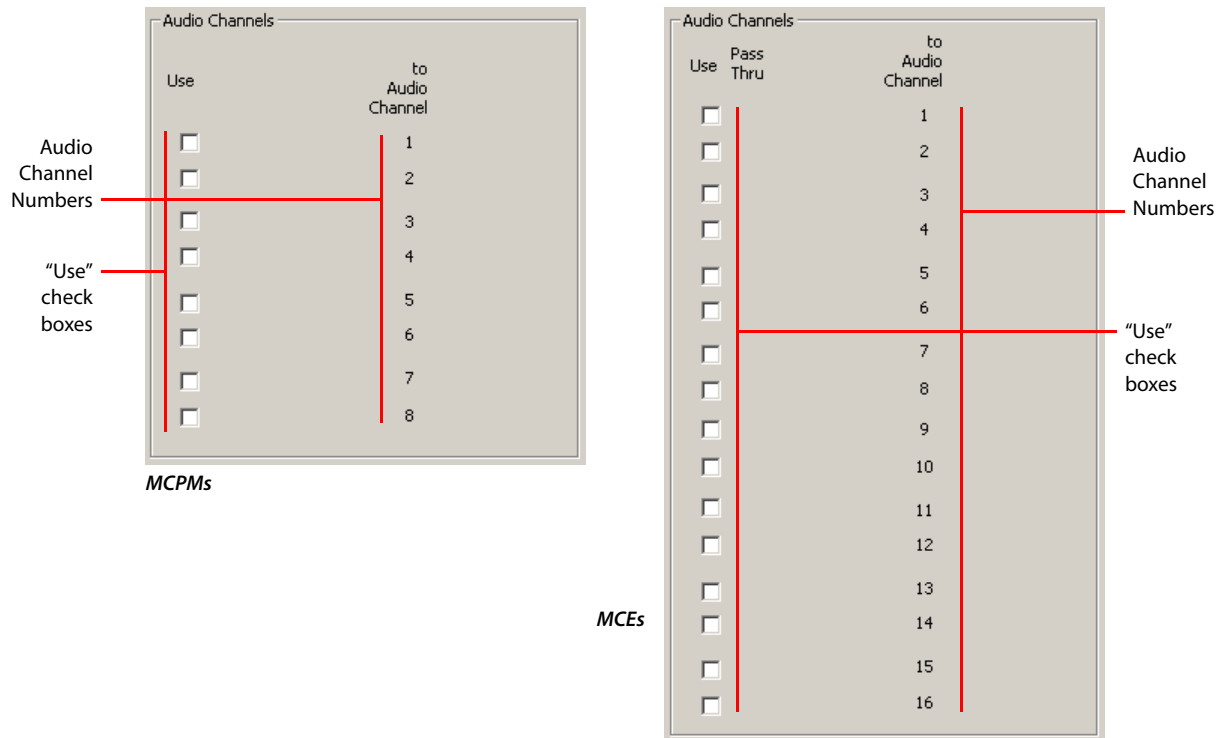 Audio Channels
Use
to
Audio
Channel
1
2
3
4
5
6
7
8
Audio
Channel
Numbers
“Use”
check
boxes
MCPMs
Audio Channels
Use
Pass
Thru
to
Audio
Channel
1
2
3
4
5
6
7
8
9
10
11
12
13
14
15
16
Audio
Channel
Numbers
“Use”
check
boxes
MCEs